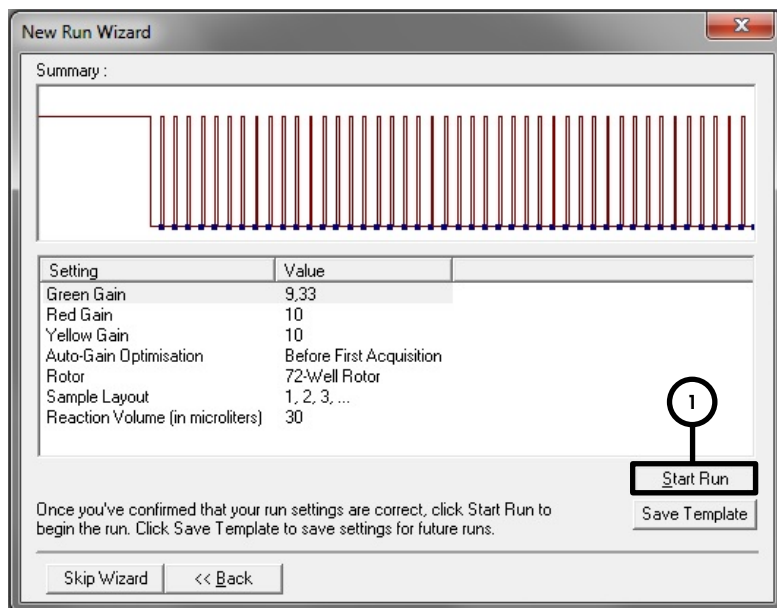 New Run Wizard
Summary :
Setting Value
Green Gain 9,33
Red Gain 10
Yellow Gain 10
Auto-Gain Optimisation Before First Acquisition
Rotor 72-Well Rotor
Sample Layout 1, 2, 3, ...
Reaction Volume (in microliters) 30
1
Start Run
Once you've confirmed that your run settings are correct, click Start Run to
begin the run. Click Save Template to save settings for future runs.
Save Template
Skip Wizard << Back